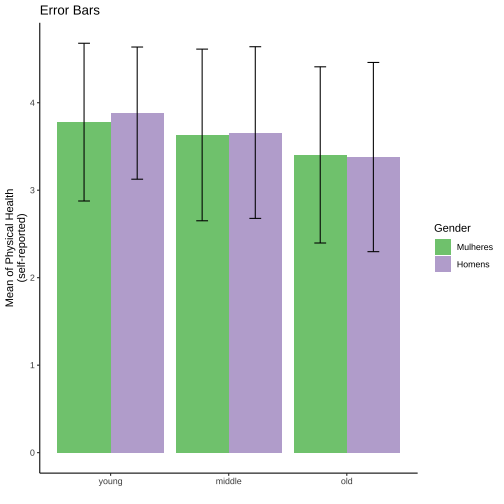 Error Bars
Mean of Physical Health
(self-reported)
4
3
2
1
0
young
middle
old
Gender
Mulheres
Homens